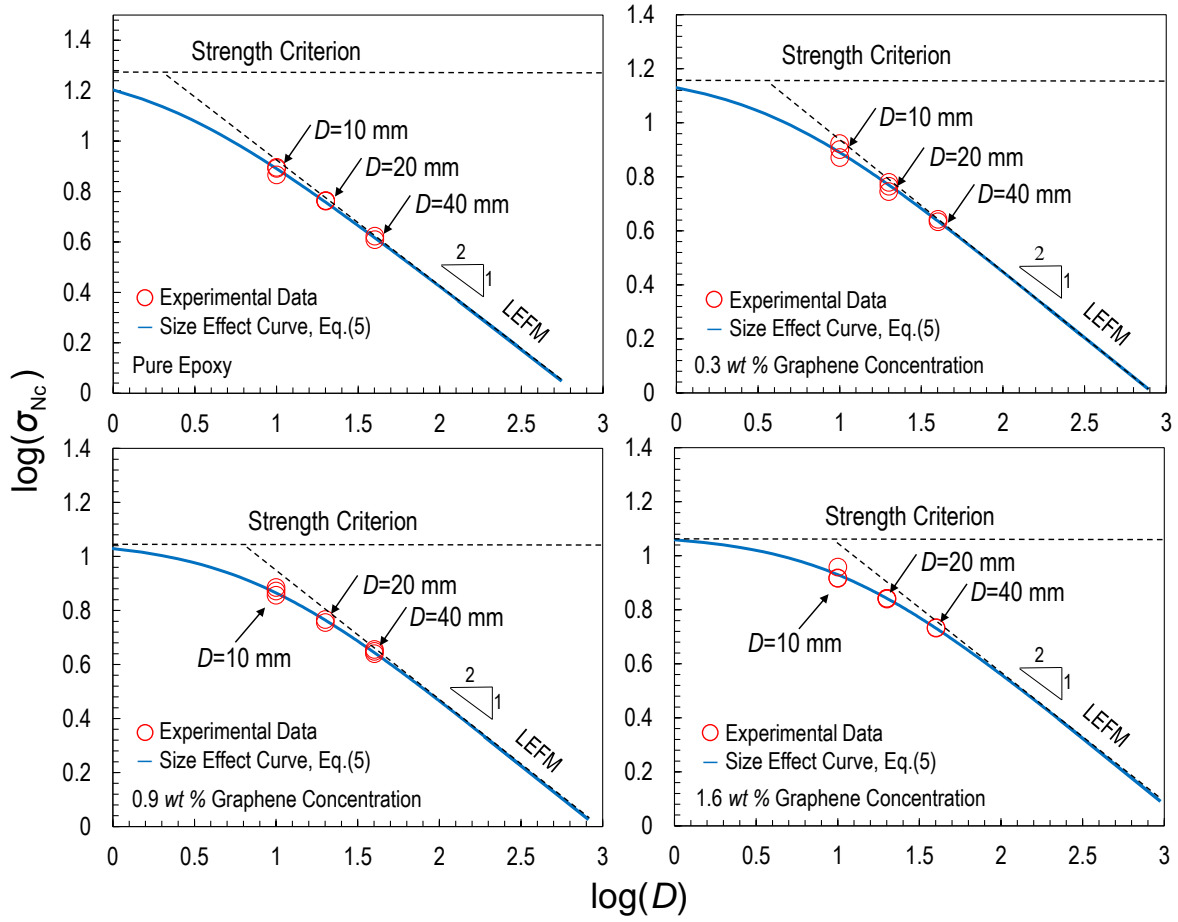 log(σNc)
1.4
1.2
1
0.8
0.6
0.4
0.2
0
Strength Criterion
D=10 mm
D=20 mm
D=40 mm
2
1
LEFM
Experimental Data
Size Effect Curve, Eq.(5)
Pure Epoxy
0 0.5 1 1.5 2 2.5 3
1.4
1.2
1
0.8
0.6
0.4
0.2
0
Strength Criterion
D=10 mm
D=20 mm
D=40 mm
2
1
LEFM
Experimental Data
Size Effect Curve, Eq.(5)
0.3 wt % Graphene Concentration
0 0.5 1 1.5 2 2.5 3
1.4
1.2
1
0.8
0.6
0.4
0.2
0
Strength Criterion
D=20 mm
D=40 mm
D=10 mm
2
1
LEFM
Experimental Data
Size Effect Curve, Eq.(5)
0.9 wt % Graphene Concentration
0 0.5 1 1.5 2 2.5 3
1.4
1.2
1
0.8
0.6
0.4
0.2
0
Strength Criterion
D=20 mm
D=40 mm
D=10 mm
2
1
LEFM
Experimental Data
Size Effect Curve, Eq.(5)
1.6 wt % Graphene Concentration
0 0.5 1 1.5 2 2.5 3
log(D)